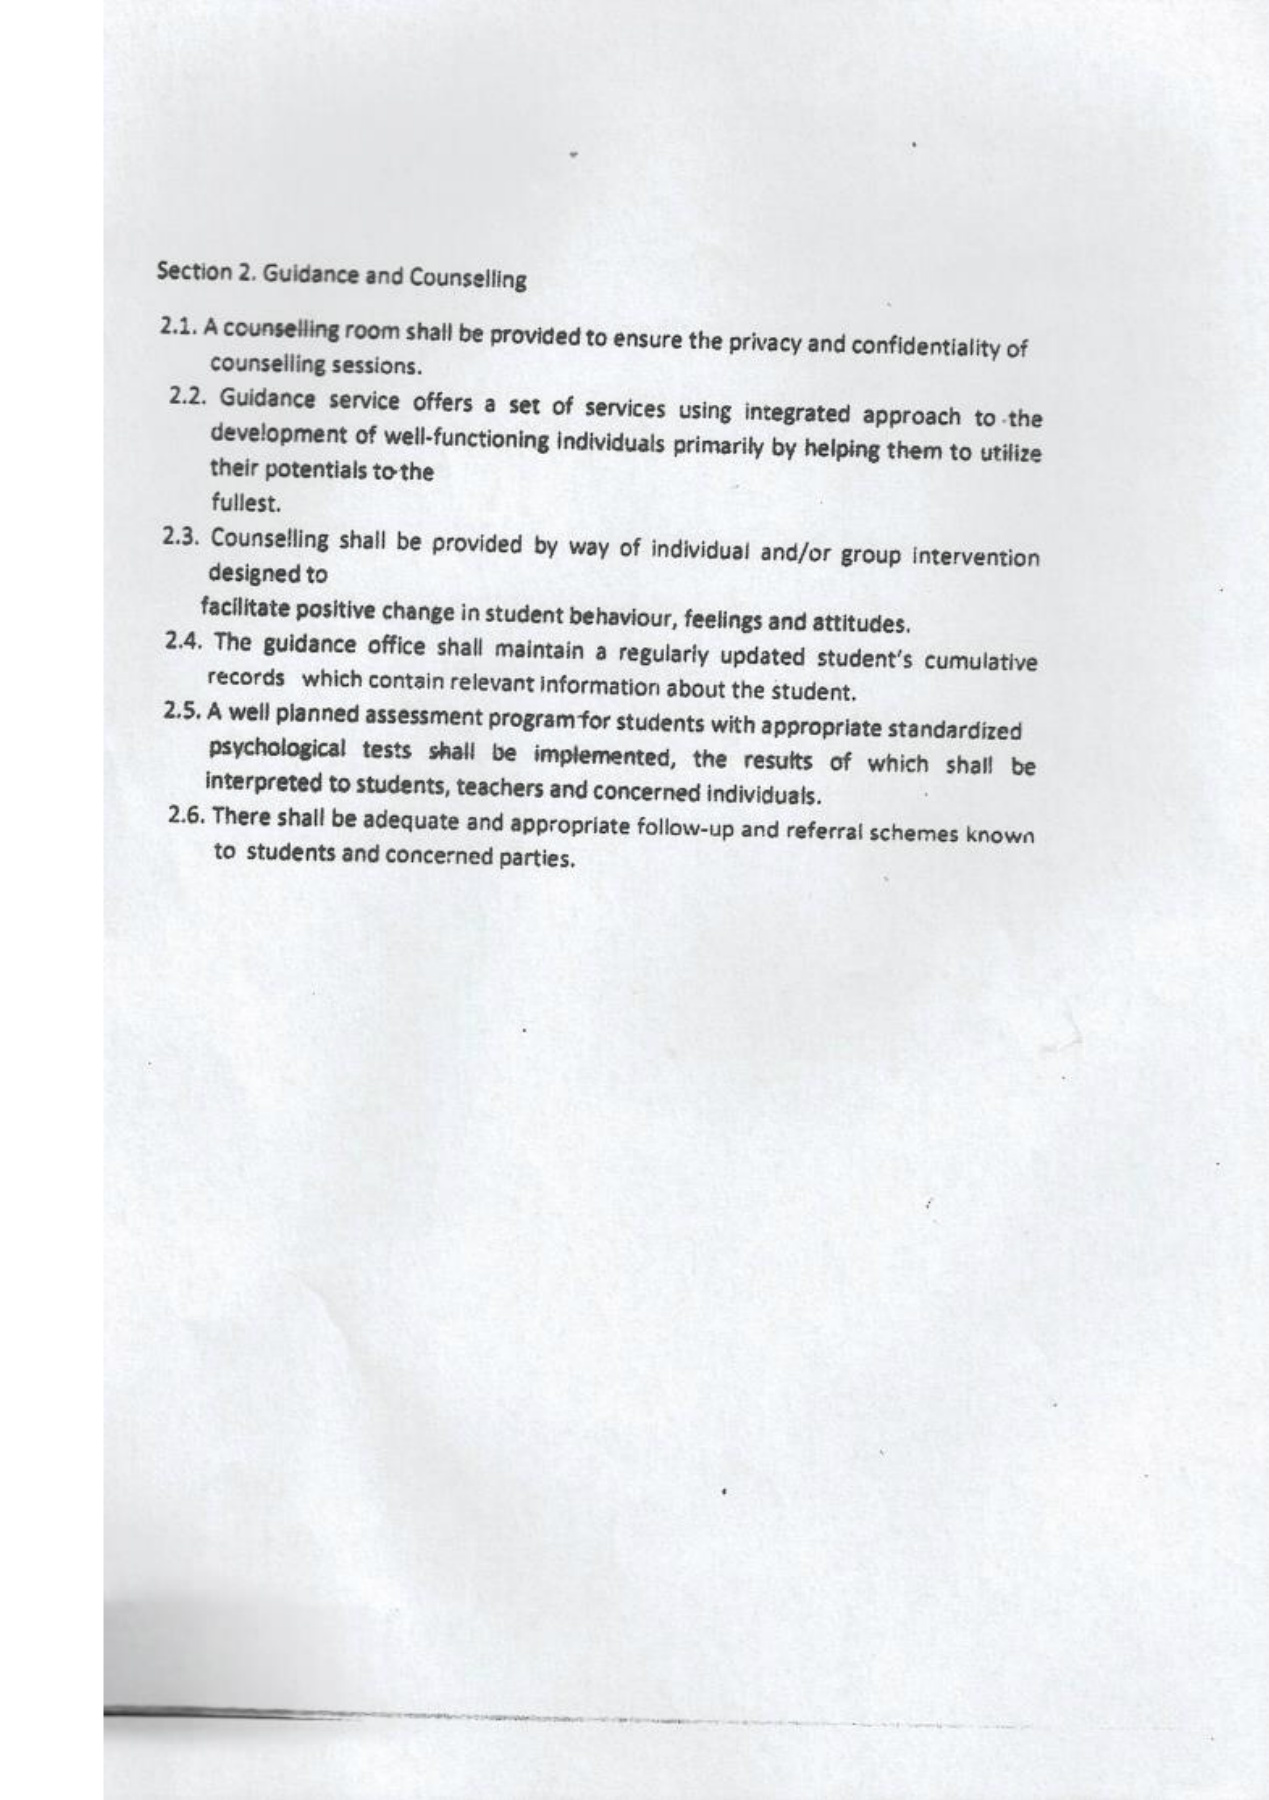 Section 2. Guidance and Counselling
2.1. A counselling room shall be provided to ensure the privacy and confidentiality of
counselling sessions.
2.2. Guidance service offers a set of services using integrated approach to the
development of well-functioning individuals primarily by helping them to utilize
their potentials to the
fullest.
2.3. Counselling shall be provided by way of individual and/or group intervention
designed to
facilitate positive change in student behaviour, feelings and attitudes.
2.4. The guidance office shall maintain a regularly updated student's cumulative
records which contain relevant information about the student.
2.5. A well planned assessment program for students with appropriate standardized
psychological tests shall be implemented, the results of which shall be
interpreted to students, teachers and concerned individuals.
2.6. There shall be adequate and appropriate follow-up and referral schemes known
to students and concerned parties.